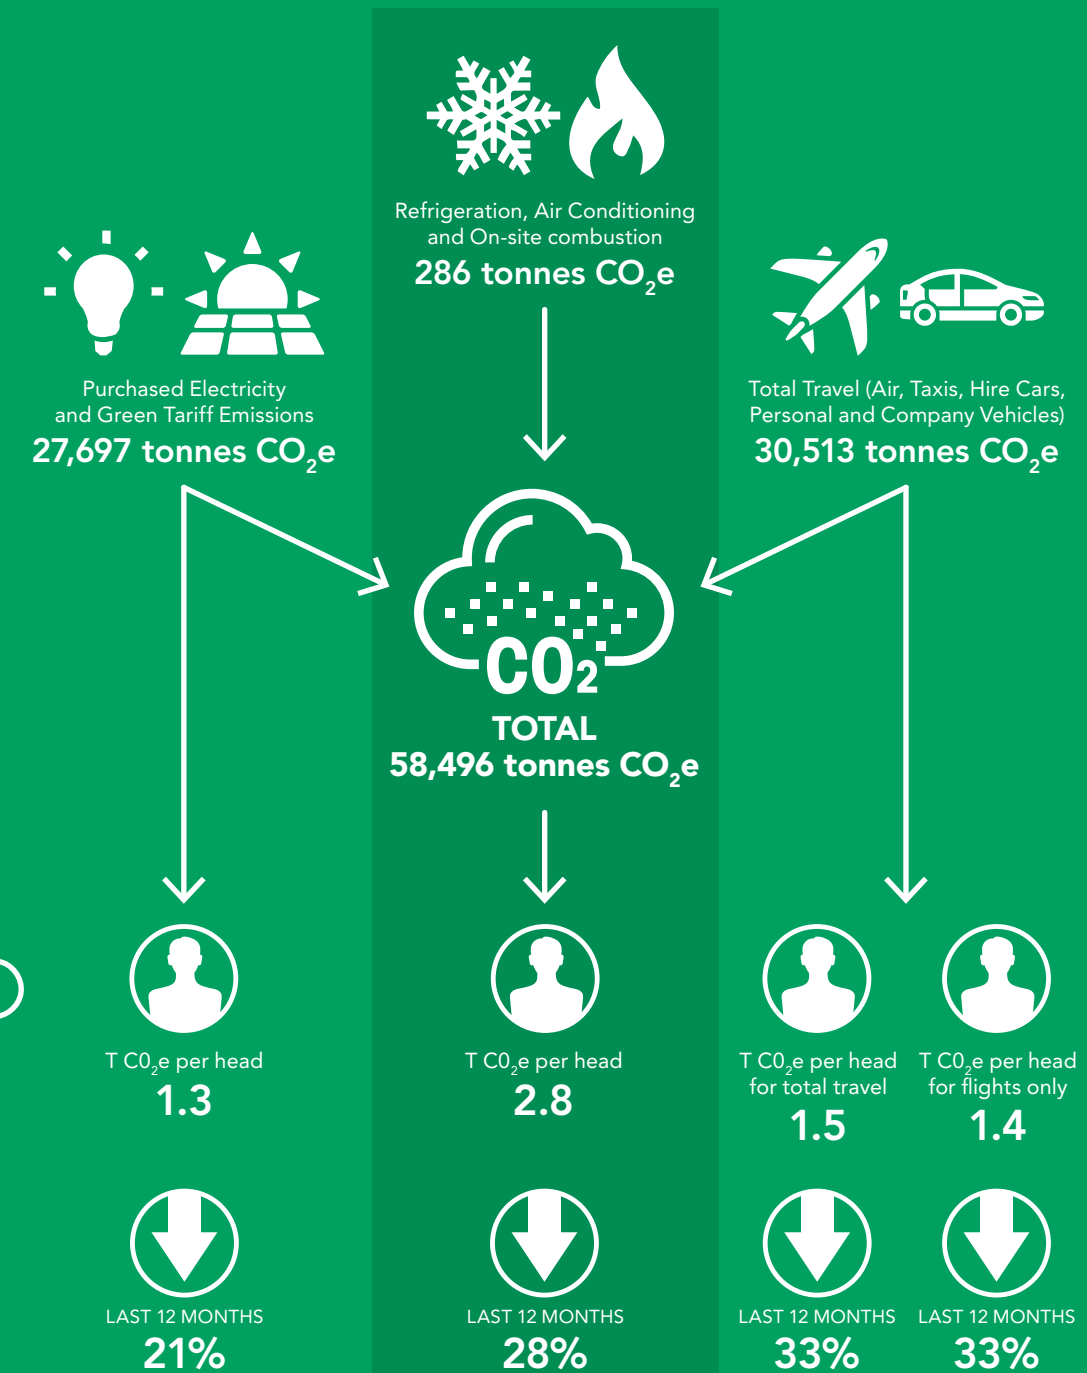 Refrigeration, Air Conditioning
and On-site combustion
286 tonnes CO₂e
Purchased Electricity
and Green Tariff Emissions
27,697 tonnes CO₂e
Total Travel (Air, Taxis, Hire Cars,
Personal and Company Vehicles)
30,513 tonnes CO₂e
CO₂
TOTAL
58,496 tonnes CO₂e
T C0₂e per head
1.3
T C0₂e per head
2.8
T C0₂e per head
for total travel
1.5
T C0₂e per head
for flights only
1.4
LAST 12 MONTHS
21%
LAST 12 MONTHS
28%
LAST 12 MONTHS
33%
LAST 12 MONTHS
33%